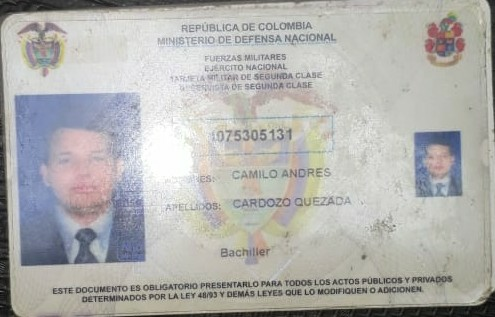 REPÚBLICA DE COLOMBIA
MINISTERIO DE DEFENSA NACIONAL
FUERZAS MILITARES
EJERCITO NACIONAL
TARJETA MILITAR DE SEGUNDA CLASE
RESERVISTA DE SEGUNDA CLASE
1075305131
CAMILO ANDRES
APELLIDOS: CARDOZO QUEZADA
Bachiller
ESTE DOCUMENTO ES OBLIGATORIO PRESENTARLO PARA TODOS LOS ACTOS PÚBLICOS Y PRIVADOS
DETERMINADOS POR LA LEY 48/93 Y DEMÁS LEYES QUE LO MODIFIQUEN O ADICIONEN.